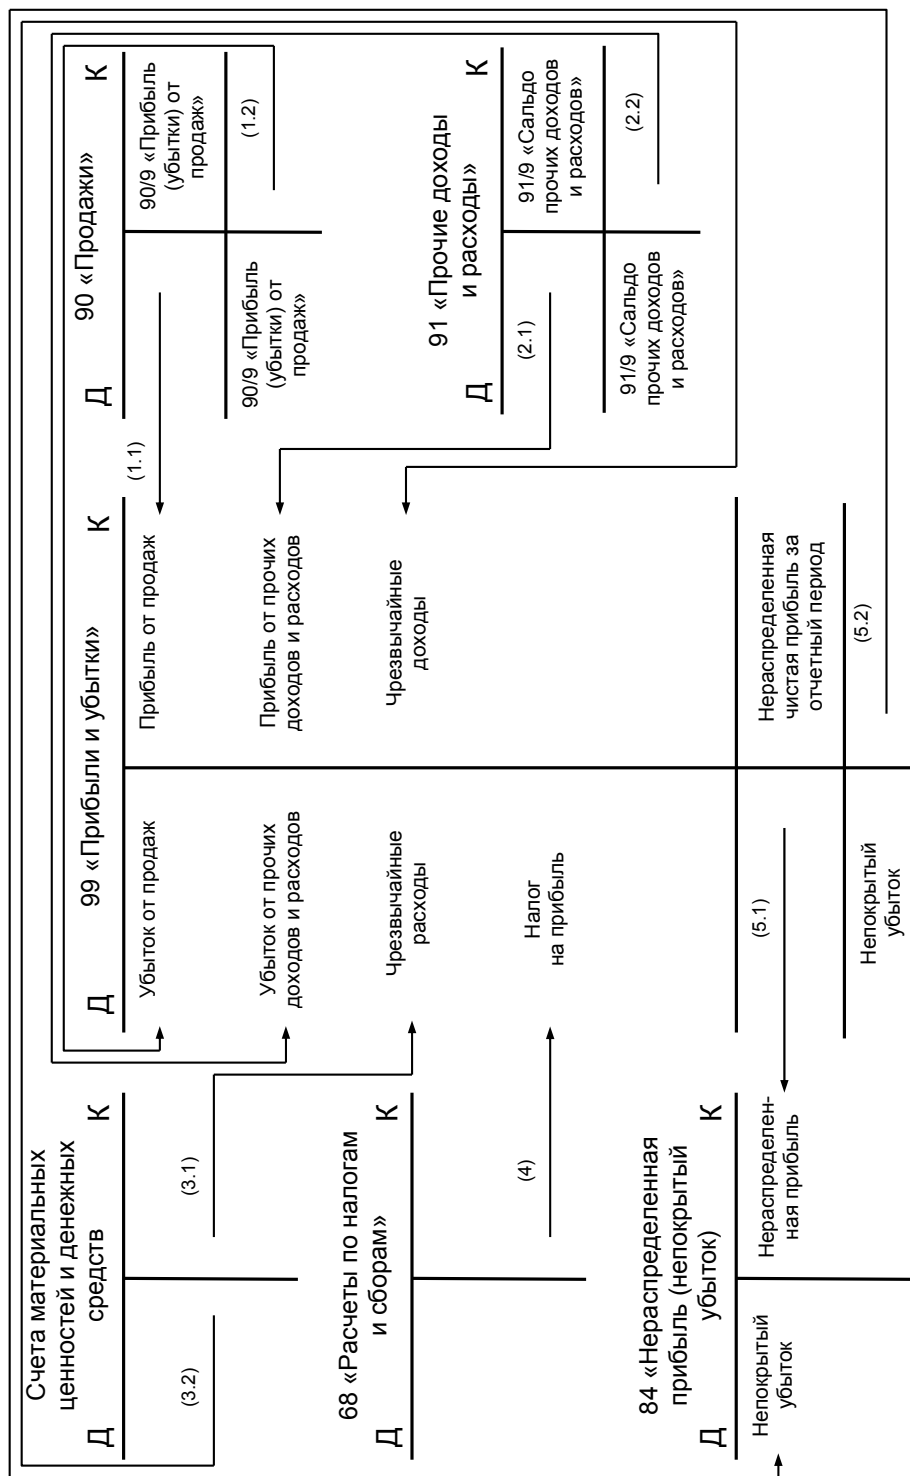 Счета материальных
ценностей и денежных
средств
Д
К
(3.2)
(3.1)
68 «Расчеты по налогам
и сборам»
Д
К
(4)
84 «Нераспределенная
прибыль (непокрытый
убыток)
Д
К
Непокрытый
убыток
Нераспределен-
ная прибыль
99 «Прибыли и убытки»
Д
К
Убыток от продаж
Прибыль от продаж
(1.1)
Убыток от прочих
доходов и расходов
Прибыль от прочих
доходов и расходов
Чрезвычайные
расходы
Чрезвычайные
доходы
Налог
на прибыль
(5.1)
Нераспределенная
чистая прибыль за
отчетный период
Непокрытый
убыток
(5.2)
90 «Продажи»
Д
К
90/9 «Прибыль
(убытки) от
продаж»
90/9 «Прибыль
(убытки) от
продаж»
(1.2)
91 «Прочие доходы
и расходы»
Д
К
(2.1)
91/9 «Сальдо
прочих доходов
и расходов»
91/9 «Сальдо
прочих доходов
и расходов»
(2.2)